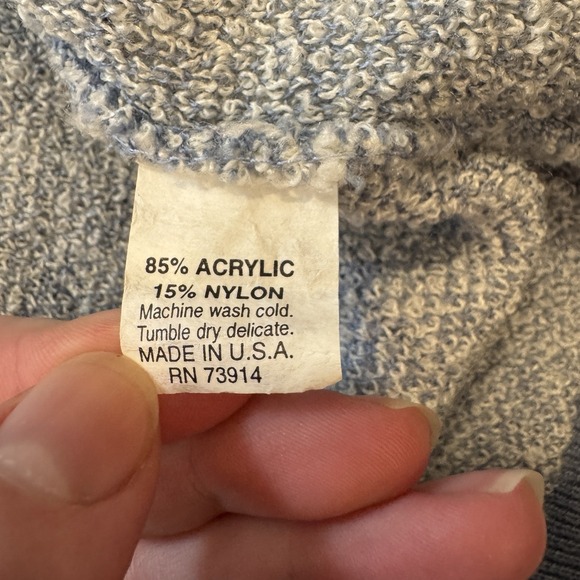 85% ACRYLIC
15% NYLON
Machine wash cold.
Tumble dry delicate.
MADE IN U.S.A.
RN 73914